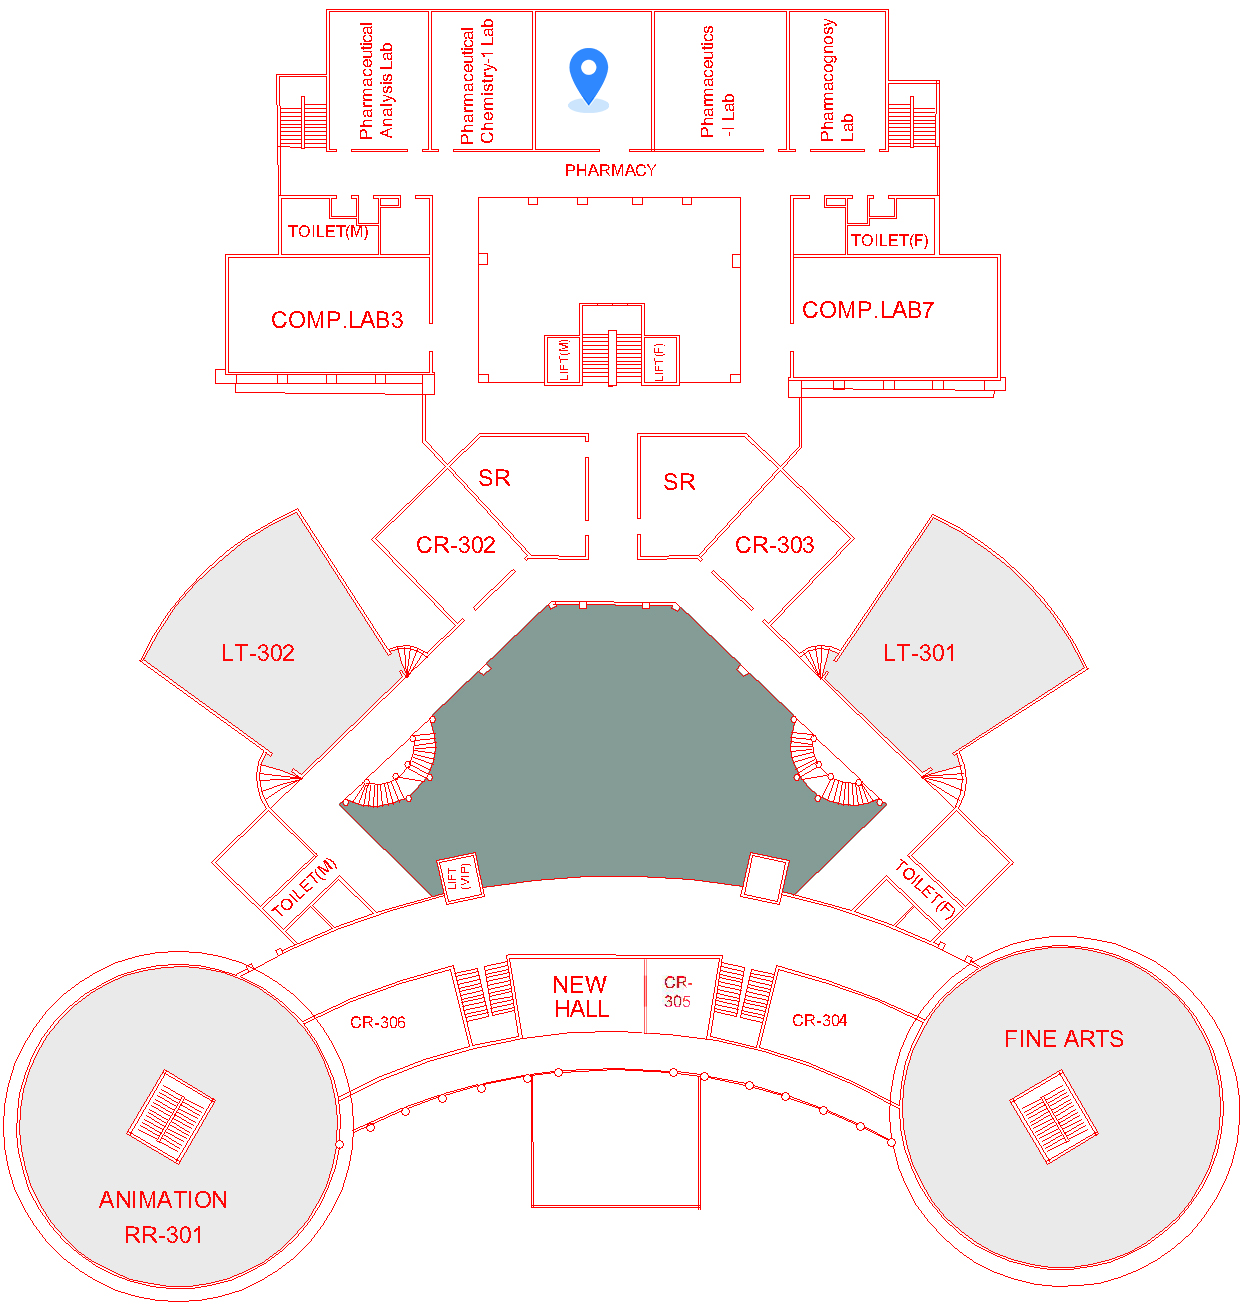 Pharmaceutical
Analysis Lab
Pharmaceutical
Chemistry-1 Lab
Pharmaceutics
-I Lab
Pharmacognosy
Lab
PHARMACY
TOILET(M)
TOILET(F)
COMP.LAB3
COMP.LAB7
LIFT(M)
LIFT(F)
SR
SR
CR-302
CR-303
LT-302
LT-301
TOILET(M)
LIFT
(VIP)
TOILET(F)
NEW
HALL
CR-
305
CR-306
CR-304
FINE ARTS
ANIMATION
RR-301